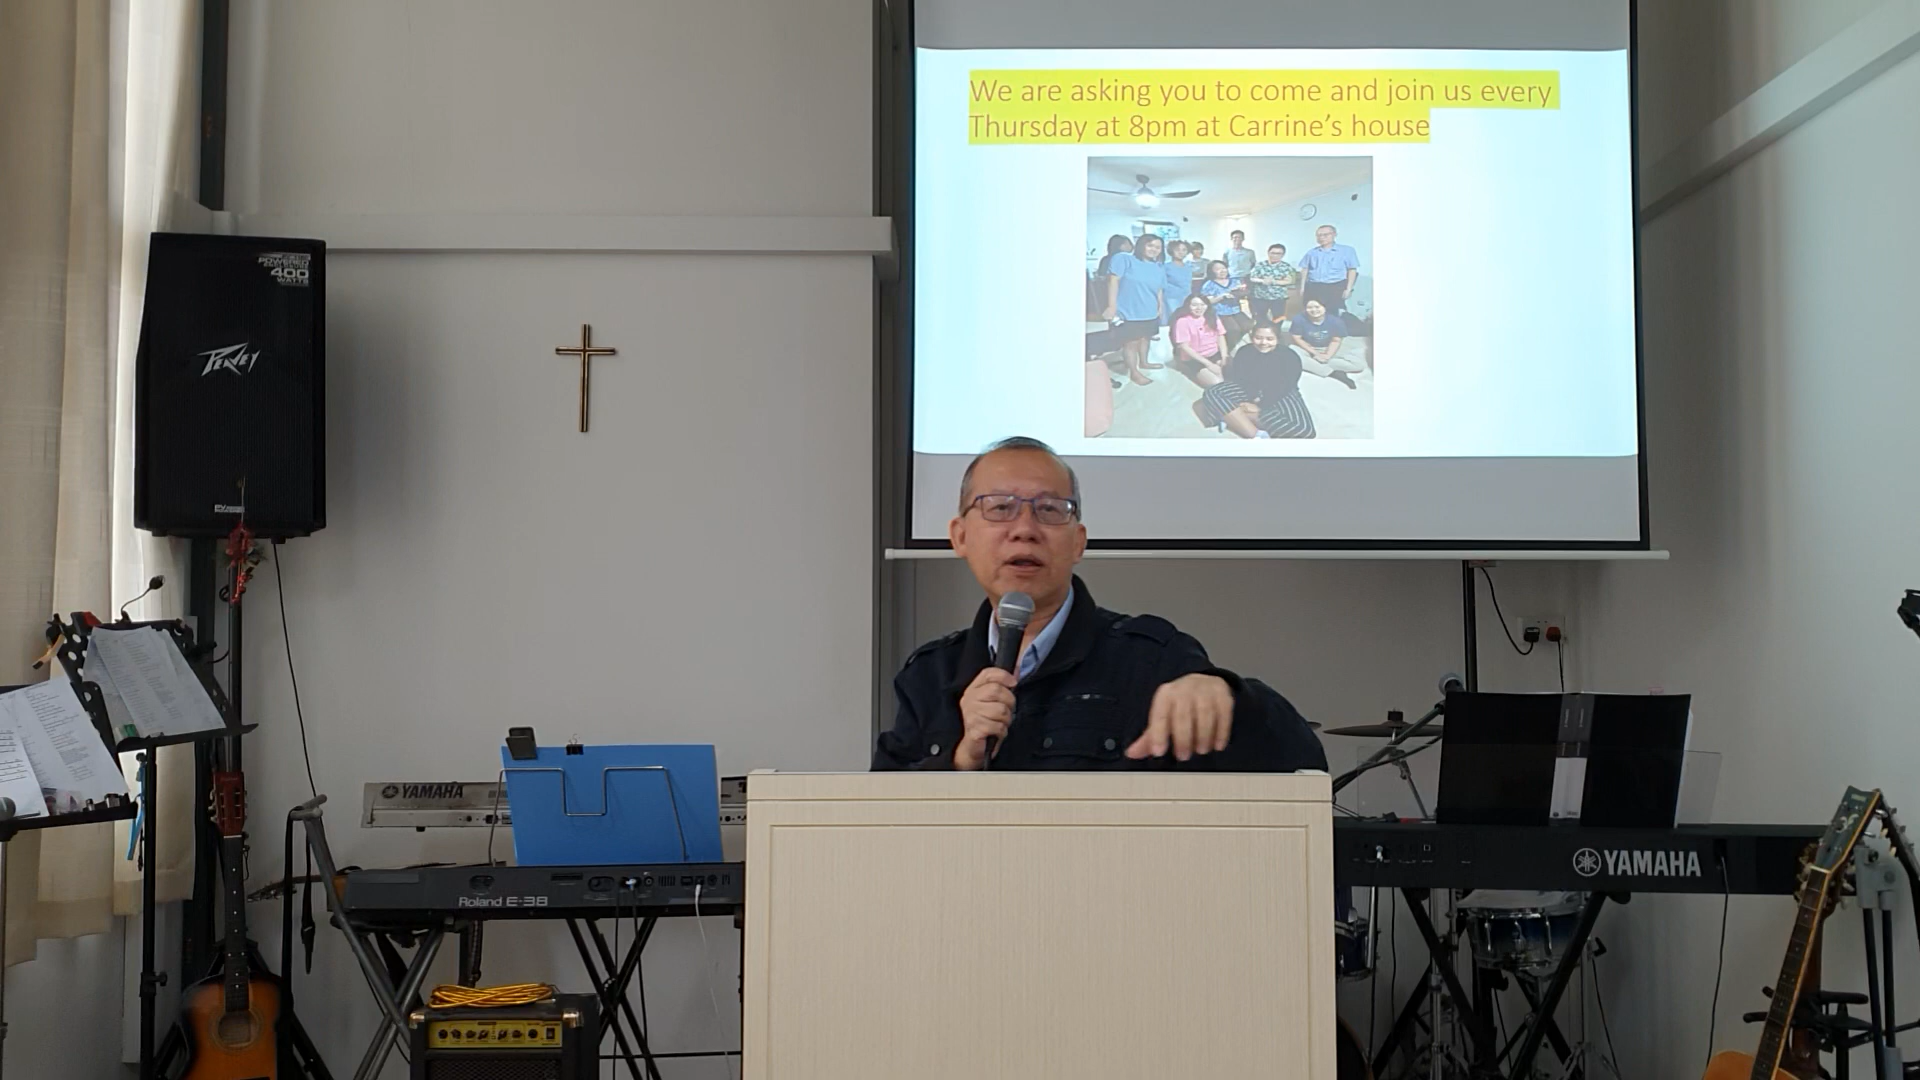 We are asking you to come and join us every
Thursday at 8pm at Carrine's house
POWERED
400
WATTS
PEAVEY
YAMAHA
Roland E-38
YAMAHA